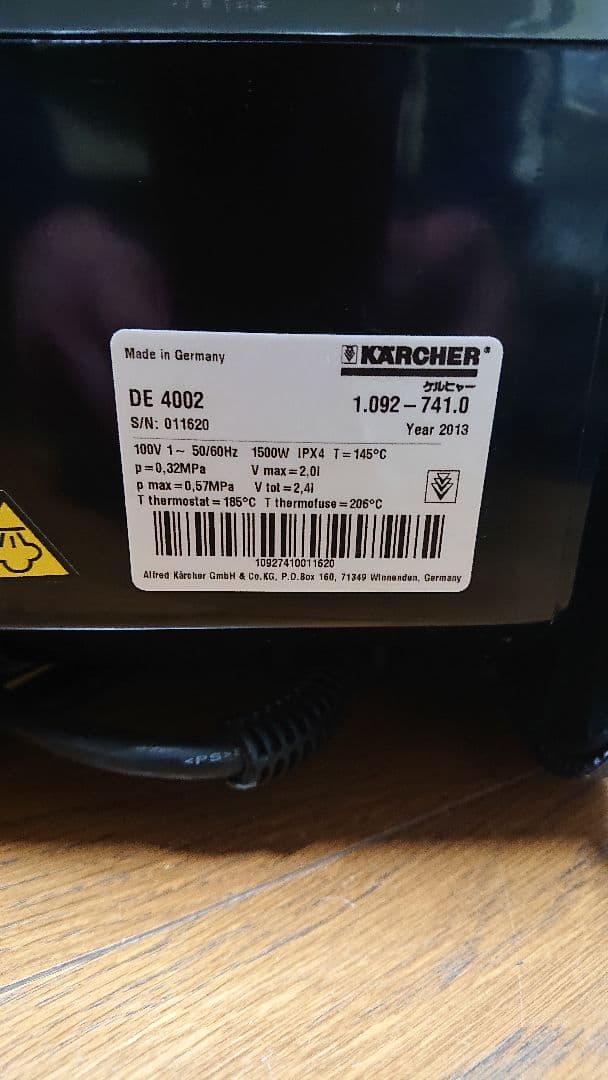 Made in Germany
KÄRCHER®
ケルヒャー
DE 4002
1.092-741.0
S/N: 011620
Year 2013
100V 1~ 50/60Hz 1500W IPX4 T=145°C
p=0,32MPa V max=2,0l
p max=0,57MPa V tot=2,4l
T thermostat=185°C T thermofuse=206°C
10927410011620
Alfred Kärcher GmbH & Co.KG, P.O.Box 160, 71349 Winnenden, Germany
<PS>